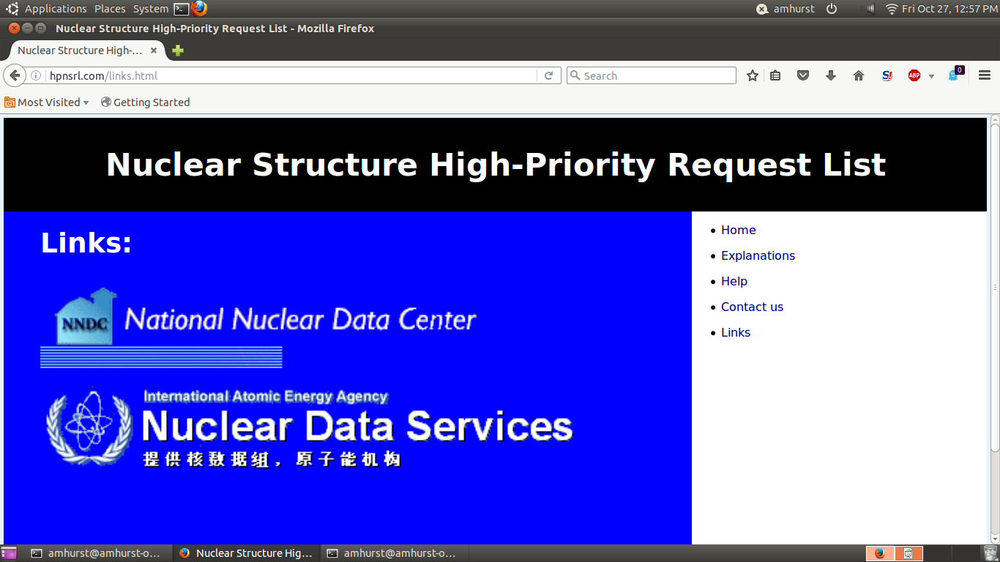 Applications Places System amhurst Fri Oct 27, 12:57 PM
Nuclear Structure High-Priority Request List - Mozilla Firefox
Nuclear Structure High-...
hpnsrl.com/links.html Search ABP 0
Most Visited Getting Started
Nuclear Structure High-Priority Request List
Links:
NNDC National Nuclear Data Center
International Atomic Energy Agency
Nuclear Data Services
提供核数据组，原子能机构
Home
Explanations
Help
Contact us
Links
amhurst@amhurst-o... Nuclear Structure Hig... amhurst@amhurst-o...